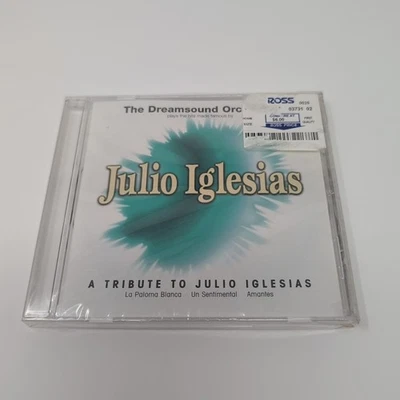 The Dreamsound Orc
ROSS
Julio Iglesias
A TRIBUTE TO JULIO IGLESIAS
La Paloma Blanca Un Sentimental Amantes